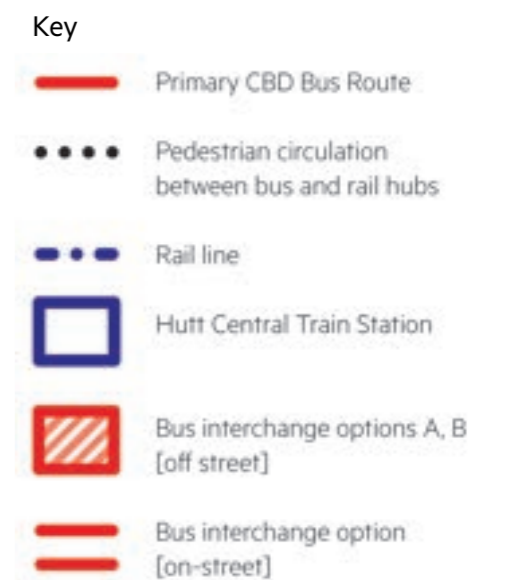 Key
Primary CBD Bus Route
Pedestrian circulation
between bus and rail hubs
Rail line
Hutt Central Train Station
Bus interchange options A, B
[off street]
Bus interchange option
[on-street]